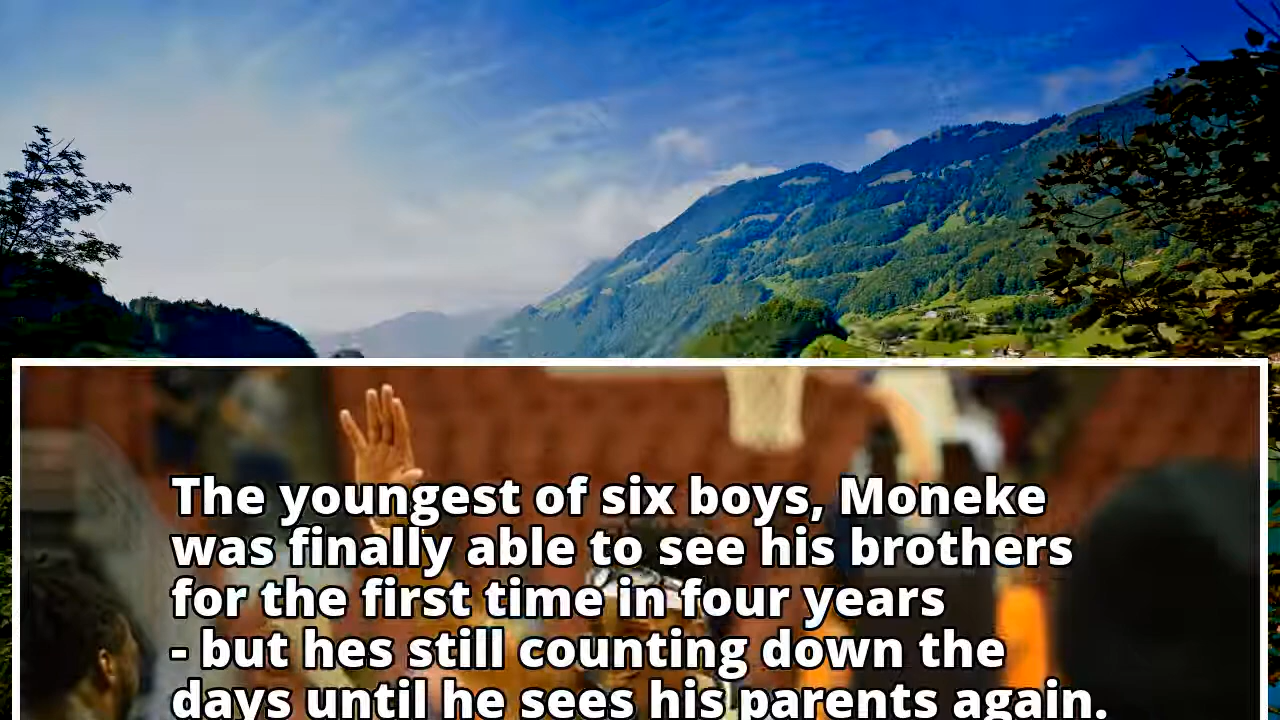 The youngest of six boys, Moneke
was finally able to see his brothers
for the first time in four years
- but hes still counting down the
days until he sees his parents again.